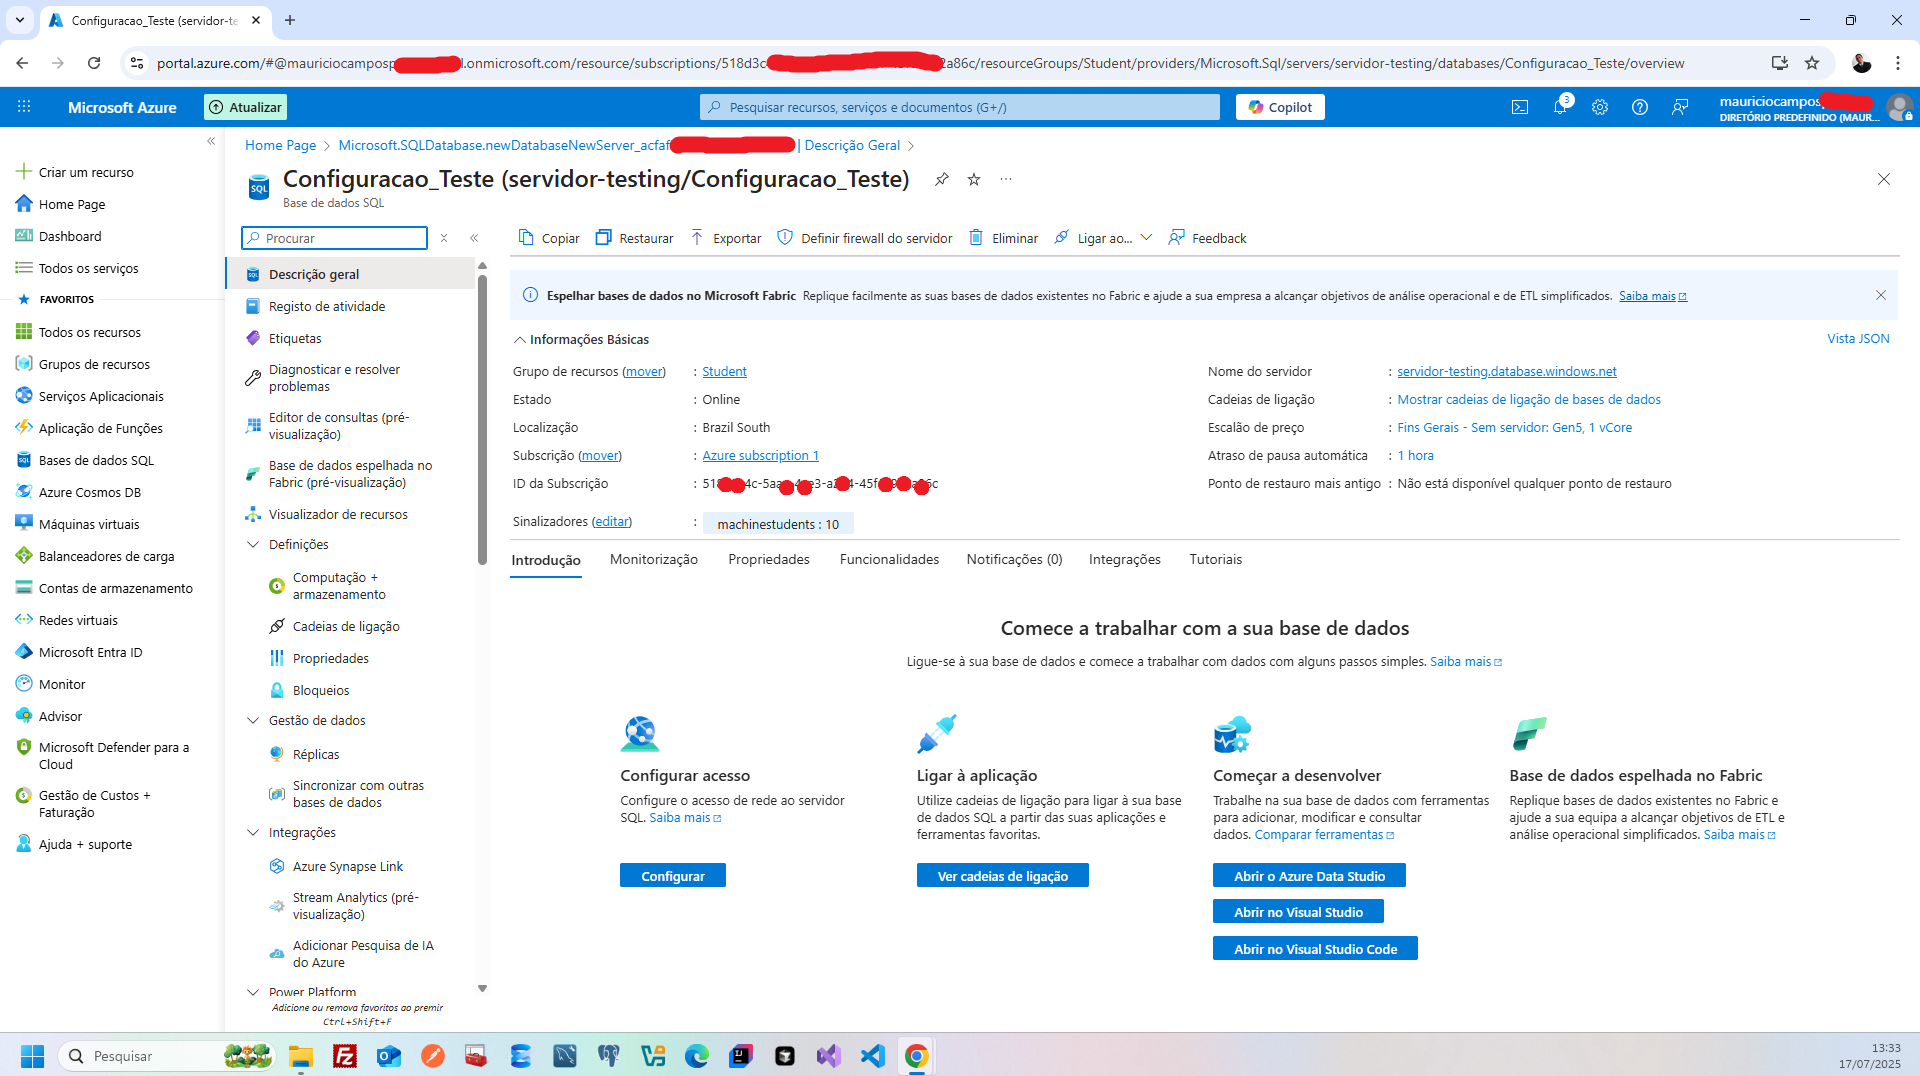 Configuracao_Teste (servidor-te
portal.azure.com/#@mauriciocamposp l.onmicrosoft.com/resource/subscriptions/518d3c 2a86c/resourceGroups/Student/providers/Microsoft.Sql/servers/servidor-testing/databases/Configuracao_Teste/overview
Microsoft Azure
Atualizar
Pesquisar recursos, serviços e documentos (G+/)
Copilot
3
mauriciocampos
DIRETÓRIO PREDEFINIDO (MAUR...
Home Page > Microsoft.SQLDatabase.newDatabaseNewServer_acfaf | Descrição Geral >
Configuracao_Teste (servidor-testing/Configuracao_Teste)
Base de dados SQL
Criar um recurso
Home Page
Dashboard
Todos os serviços
FAVORITOS
Todos os recursos
Grupos de recursos
Serviços Aplicacionais
Aplicação de Funções
Bases de dados SQL
Azure Cosmos DB
Máquinas virtuais
Balanceadores de carga
Contas de armazenamento
Redes virtuais
Microsoft Entra ID
Monitor
Advisor
Microsoft Defender para a
Cloud
Gestão de Custos +
Faturação
Ajuda + suporte
Procurar
Descrição geral
Registo de atividade
Etiquetas
Diagnosticar e resolver
problemas
Editor de consultas (pré-
visualização)
Base de dados espelhada no
Fabric (pré-visualização)
Visualizador de recursos
Definições
Computação +
armazenamento
Cadeias de ligação
Propriedades
Bloqueios
Gestão de dados
Réplicas
Sincronizar com outras
bases de dados
Integrações
Azure Synapse Link
Stream Analytics (pré-
visualização)
Adicionar Pesquisa de IA
do Azure
Power Platform
Adicione ou remova favoritos ao premir
Ctrl+Shift+F
Copiar
Restaurar
Exportar
Definir firewall do servidor
Eliminar
Ligar ao...
Feedback
Espelhar bases de dados no Microsoft Fabric Replique facilmente as suas bases de dados existentes no Fabric e ajude a sua empresa a alcançar objetivos de análise operacional e de ETL simplificados. Saiba mais
Informações Básicas
Vista JSON
Grupo de recursos (mover) : Student
Estado : Online
Localização : Brazil South
Subscrição (mover) : Azure subscription 1
ID da Subscrição :
Sinalizadores (editar) : machinestudents : 10
Nome do servidor : servidor-testing.database.windows.net
Cadeias de ligação : Mostrar cadeias de ligação de bases de dados
Escalão de preço : Fins Gerais - Sem servidor: Gen5, 1 vCore
Atraso de pausa automática : 1 hora
Ponto de restauro mais antigo : Não está disponível qualquer ponto de restauro
Introdução
Monitorização
Propriedades
Funcionalidades
Notificações (0)
Integrações
Tutoriais
Comece a trabalhar com a sua base de dados
Ligue-se à sua base de dados e comece a trabalhar com dados com alguns passos simples. Saiba mais
Configurar acesso
Configure o acesso de rede ao servidor
SQL. Saiba mais
Configurar
Ligar à aplicação
Utilize cadeias de ligação para ligar à sua base
de dados SQL a partir das suas aplicações e
ferramentas favoritas.
Ver cadeias de ligação
Começar a desenvolver
Trabalhe na sua base de dados com ferramentas
para adicionar, modificar e consultar
dados. Comparar ferramentas
Abrir o Azure Data Studio
Abrir no Visual Studio
Abrir no Visual Studio Code
Base de dados espelhada no Fabric
Replique bases de dados existentes no Fabric e
ajude a sua equipa a alcançar objetivos de ETL e
análise operacional simplificados. Saiba mais
Pesquisar
13:33
17/07/2025